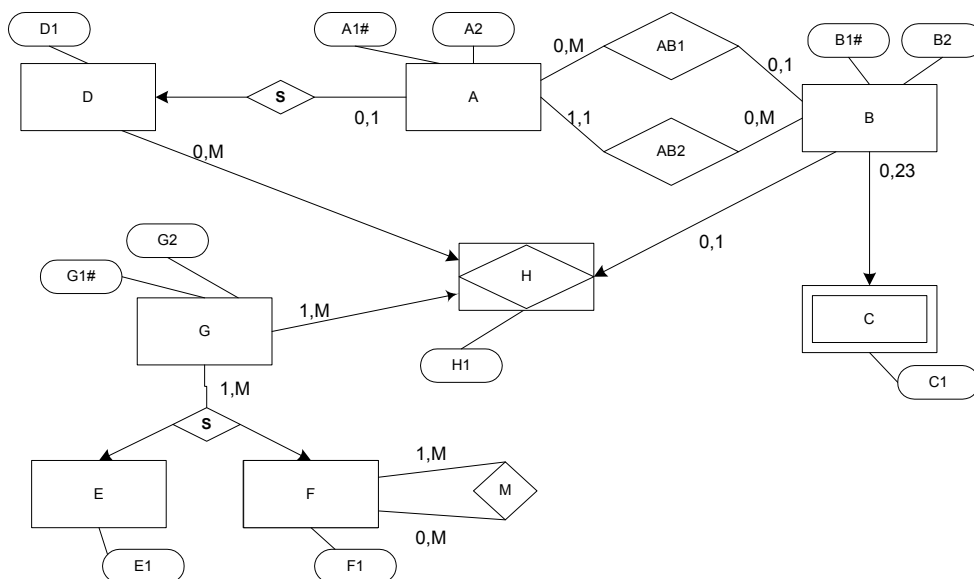 D1
A1#
A2
B1#
B2
D
S
0,1
A
0,M
1,1
AB1
AB2
0,1
0,M
B
0,M
0,23
0,1
G2
G1#
G
1,M
H
H1
C
C1
1,M
S
E
F
1,M
0,M
M
E1
F1